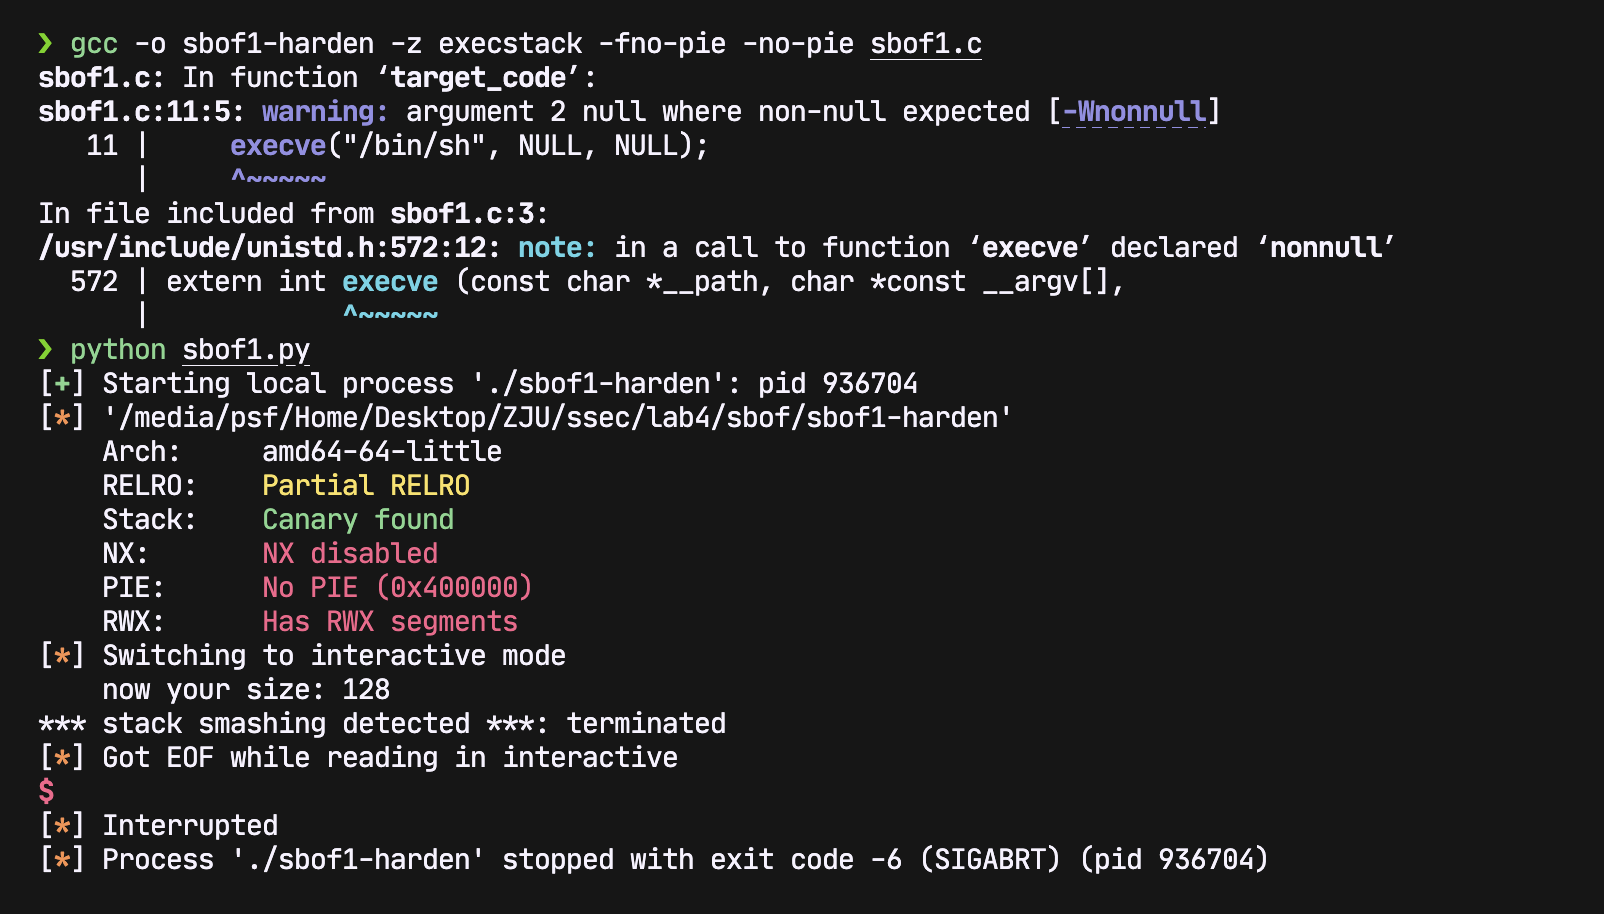 ❯ gcc -o sbof1-harden -z execstack -fno-pie -no-pie sbof1.c
sbof1.c: In function ‘target_code’:
sbof1.c:11:5: warning: argument 2 null where non-null expected [-Wnonnull]
   11 |     execve("/bin/sh", NULL, NULL);
      |     ^~~~~~
In file included from sbof1.c:3:
/usr/include/unistd.h:572:12: note: in a call to function ‘execve’ declared ‘nonnull’
  572 | extern int execve (const char *__path, char *const __argv[],
      |            ^~~~~~
❯ python sbof1.py
[+] Starting local process './sbof1-harden': pid 936704
[*] '/media/psf/Home/Desktop/ZJU/ssec/lab4/sbof/sbof1-harden'
    Arch:     amd64-64-little
    RELRO:    Partial RELRO
    Stack:    Canary found
    NX:       NX disabled
    PIE:      No PIE (0x400000)
    RWX:      Has RWX segments
[*] Switching to interactive mode
    now your size: 128
*** stack smashing detected ***: terminated
[*] Got EOF while reading in interactive
$
[*] Interrupted
[*] Process './sbof1-harden' stopped with exit code -6 (SIGABRT) (pid 936704)